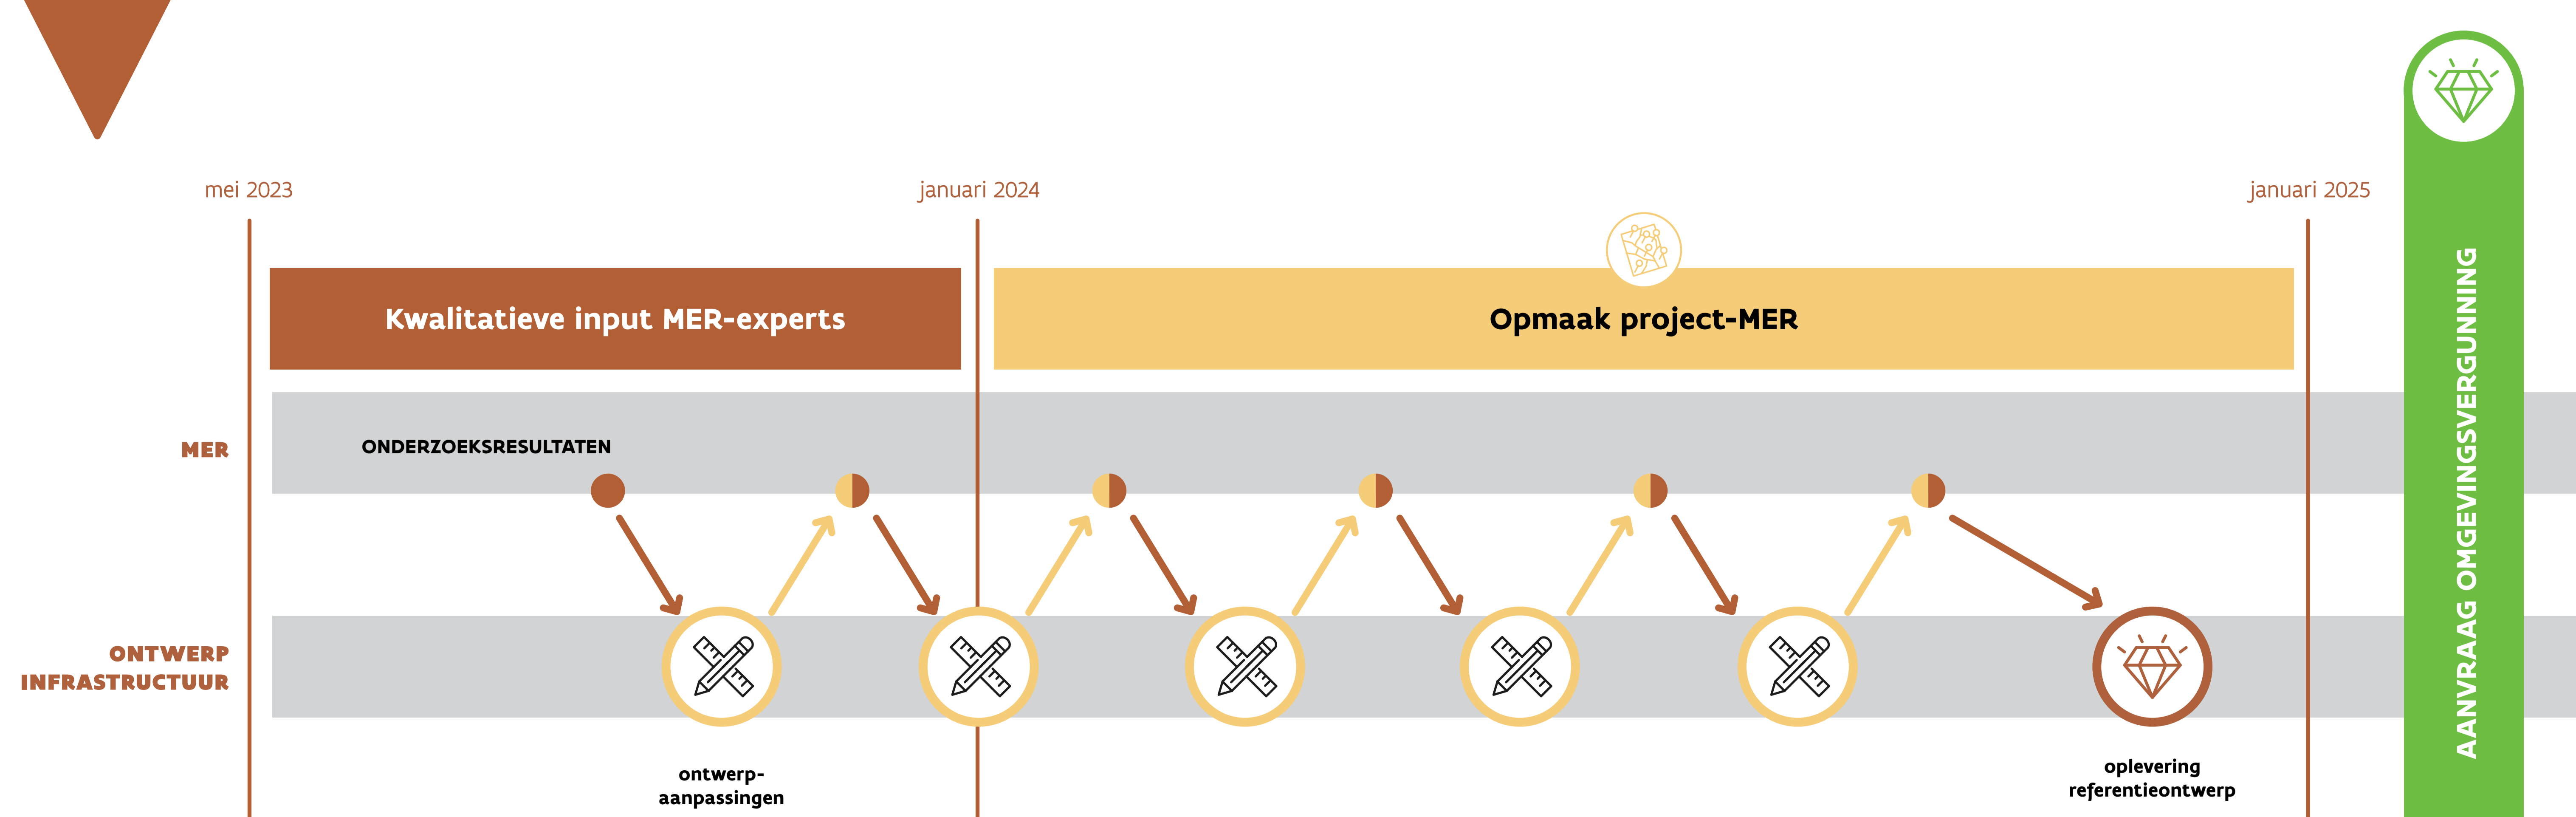 mei 2023
januari 2024
januari 2025
Kwalitatieve input MER-experts
Opmaak project-MER
MER
ONDERZOEKSRESULTATEN
ONTWERP
INFRASTRUCTUUR
ontwerp-
aanpassingen
oplevering
referentieontwerp
AANVRAAG OMGEVINGSVERGUNNING